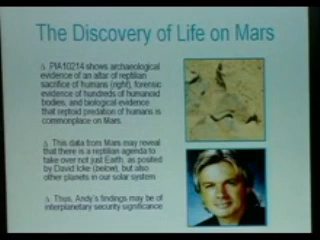 The Discovery of Life on Mars
PIA10214 shows archaeological
evidence of an altar of reptilian
sacrifice of humans (right), forensic
evidence of hundreds of humanoid
bodies, and biological evidence
that reptoid predation of humans is
commonplace on Mars.
This data from Mars may reveal
that there is a reptilian agenda to
take over not just Earth, as posited
by David Icke (below), but also
other planets in our solar system
Thus, Andy's findings may be of
interplanetary security significance